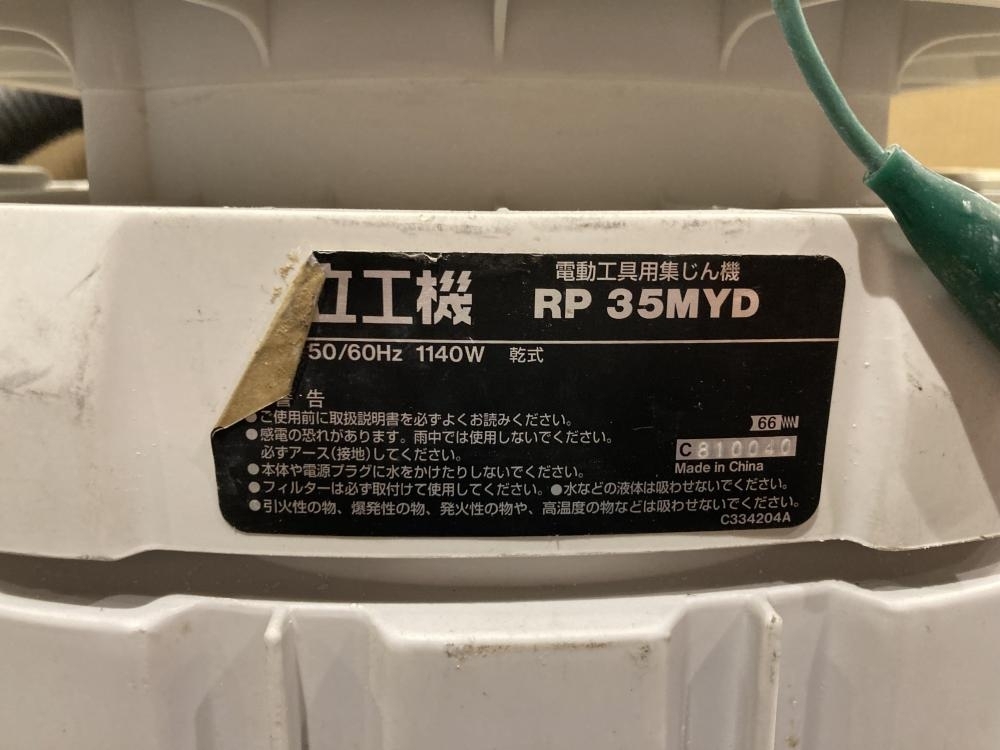 立工機
電動工具用集じん機
RP 35MYD
50/60Hz 1140W 乾式
警告
●ご使用前に取扱説明書を必ずよくお読みください。
●感電の恐れがあります。雨中では使用しないでください。
必ずアース(接地)してください。
●本体や電源プラグに水をかけたりしないでください。
●フィルターは必ず取付けて使用してください。●水などの液体は吸わせないでください。
●引火性の物、爆発性の物、発火性の物や、高温度の物などは吸わせないでください。
66
C 810040
Made in China
C334204A